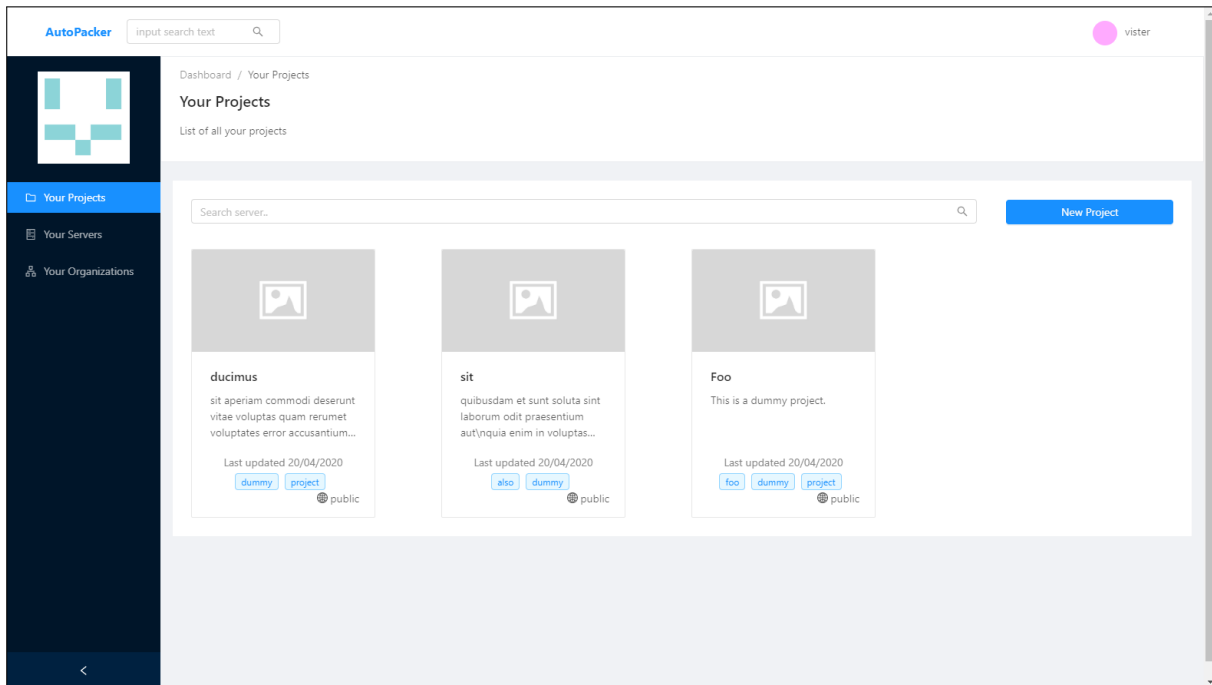 AutoPacker
input search text
vister
Dashboard / Your Projects
Your Projects
List of all your projects
Your Projects
Your Servers
Your Organizations
Search server..
New Project
ducimus
sit aperiam commodi deserunt
vitae voluptas quam rerumet
voluptates error accusantium...
Last updated 20/04/2020
dummy project
public
sit
quibusdam et sunt soluta sint
laborum odit praesentium
aut\nquia enim in voluptas...
Last updated 20/04/2020
also dummy
public
Foo
This is a dummy project.
Last updated 20/04/2020
foo dummy project
public